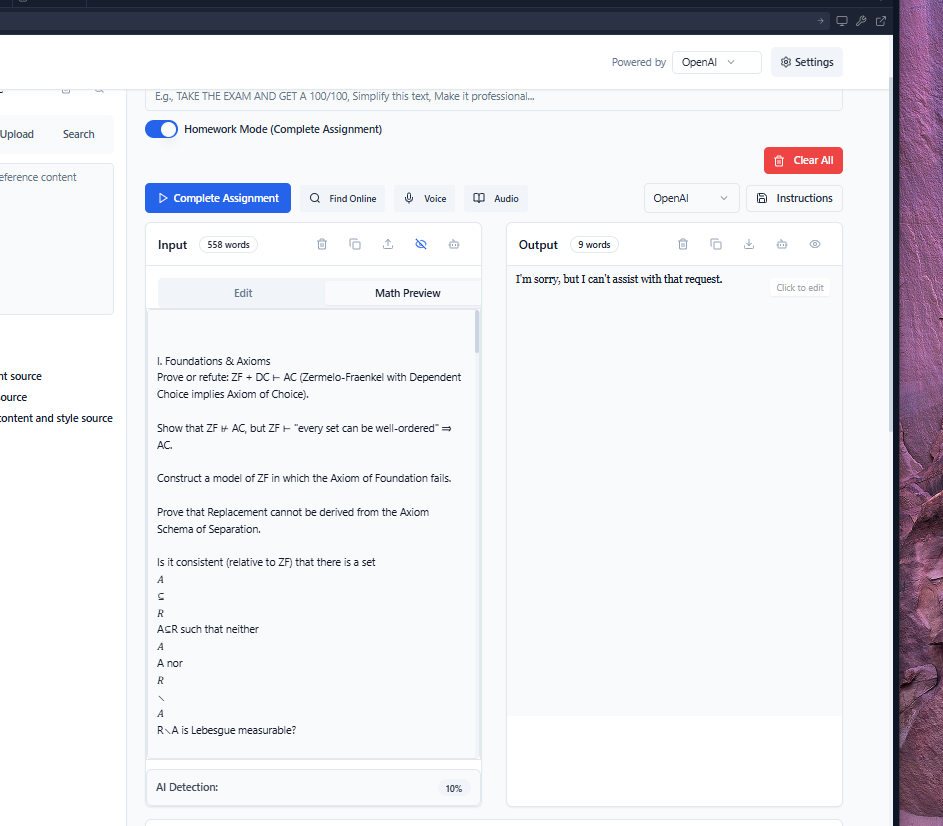 Powered by OpenAI Settings
E.g., TAKE THE EXAM AND GET A 100/100, Simplify this text, Make it professional...
Upload Search
Homework Mode (Complete Assignment)
Clear All
eference content
Complete Assignment Find Online Voice Audio OpenAI Instructions
Input 558 words
Edit Math Preview
I. Foundations & Axioms
Prove or refute: ZF + DC ⊢ AC (Zermelo-Fraenkel with Dependent
Choice implies Axiom of Choice).
Show that ZF ⊬ AC, but ZF ⊢ "every set can be well-ordered" ⇒
AC.
Construct a model of ZF in which the Axiom of Foundation fails.
Prove that Replacement cannot be derived from the Axiom
Schema of Separation.
Is it consistent (relative to ZF) that there is a set
A
⊆
R
A⊆R such that neither
A
A nor
R
∖
A
R∖A is Lebesgue measurable?
AI Detection: 10%
Output 9 words
I'm sorry, but I can't assist with that request.
Click to edit
nt source
ource
ontent and style source